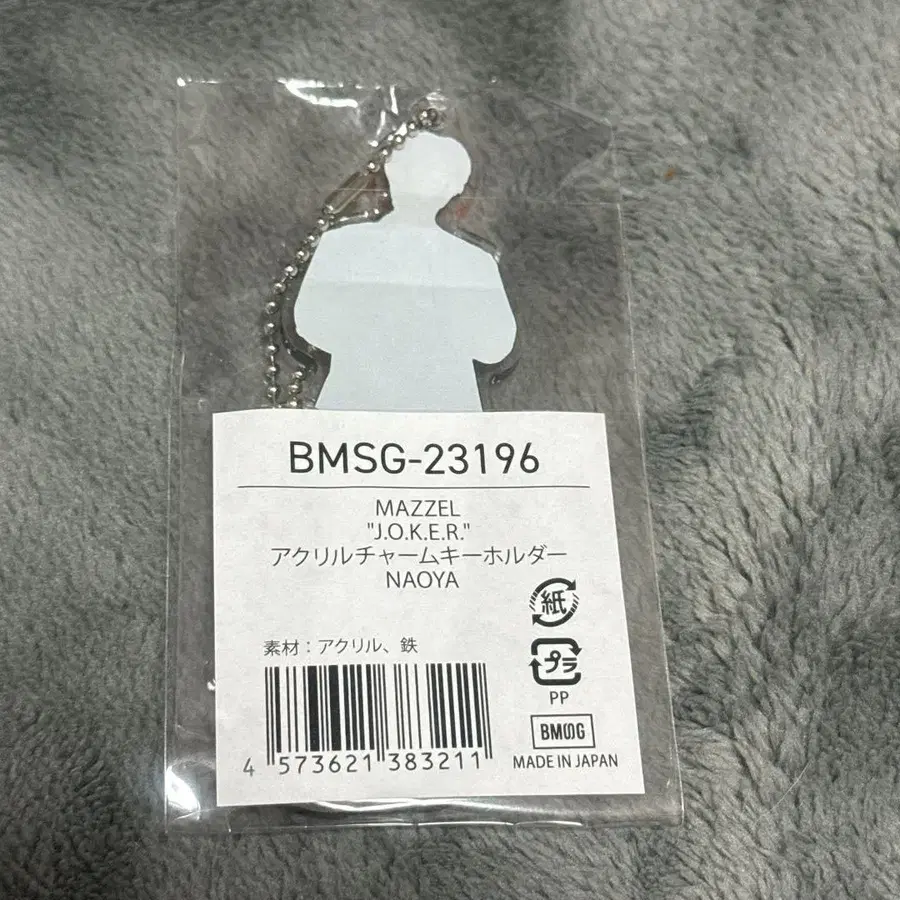 BMSG-23196
MAZZEL
"J.O.K.E.R."
アクリルチャームキーホルダー
NAOYA
紙
素材：アクリル、鉄
プラ
PP
BMSG
MADE IN JAPAN
4 573621 383211